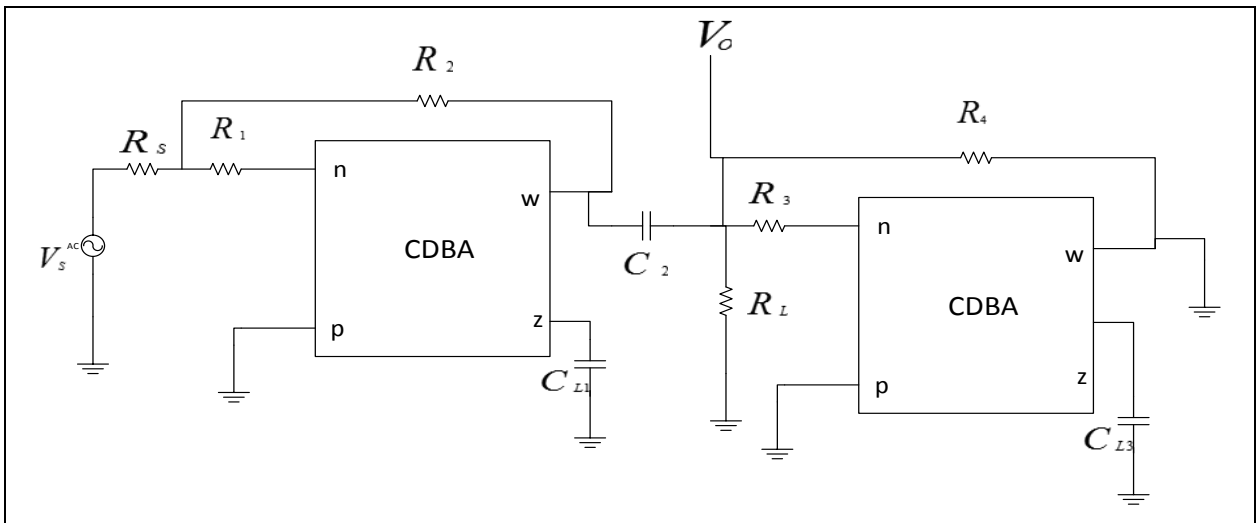 V_O
R_2
R_4
R_S
R_1
n
w
R_3
n
V_S
AC
CDBA
C_2
w
R_L
CDBA
z
p
C_L1
z
p
C_L3